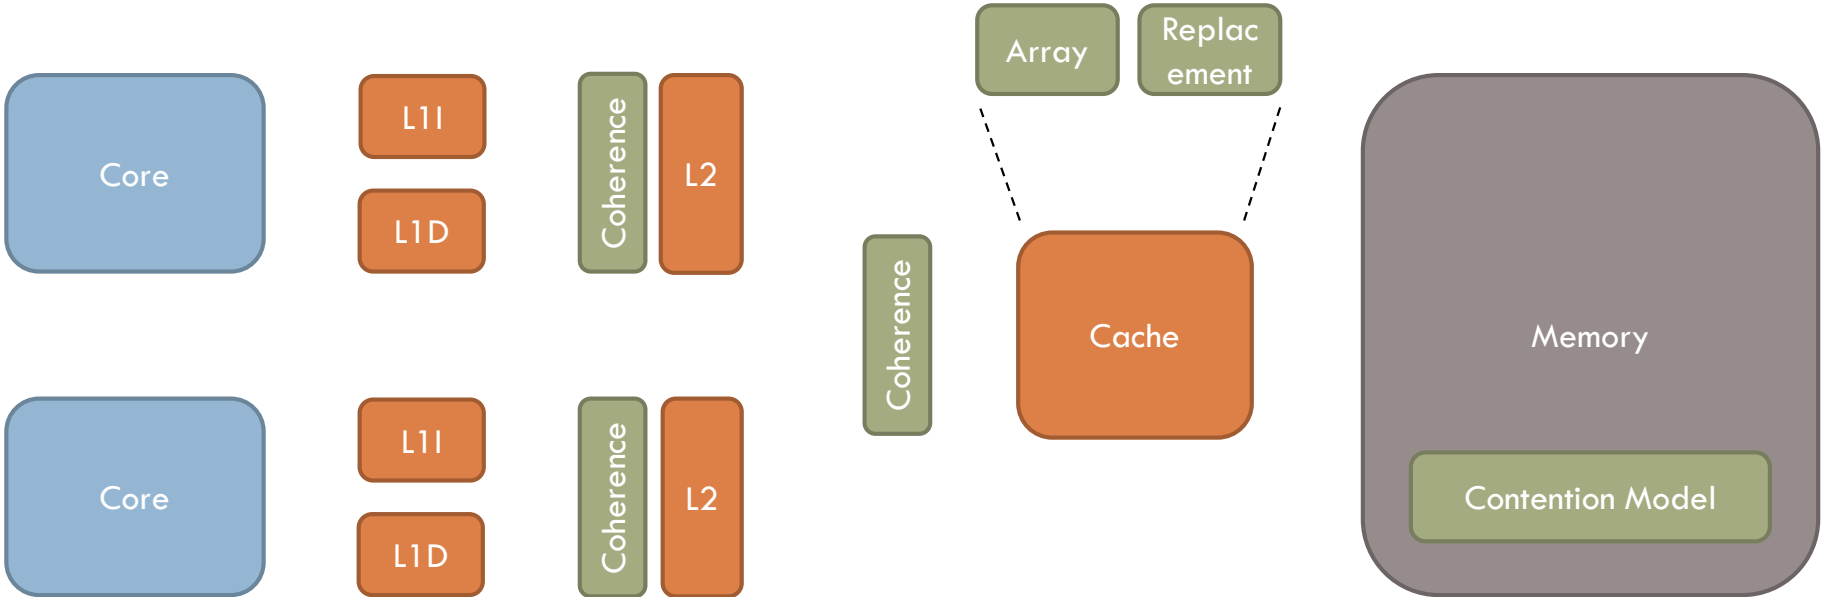 Array
Replac
ement
Core
L1I
L1D
Coherence
L2
Coherence
Cache
Memory
Core
L1I
L1D
Coherence
L2
Contention Model